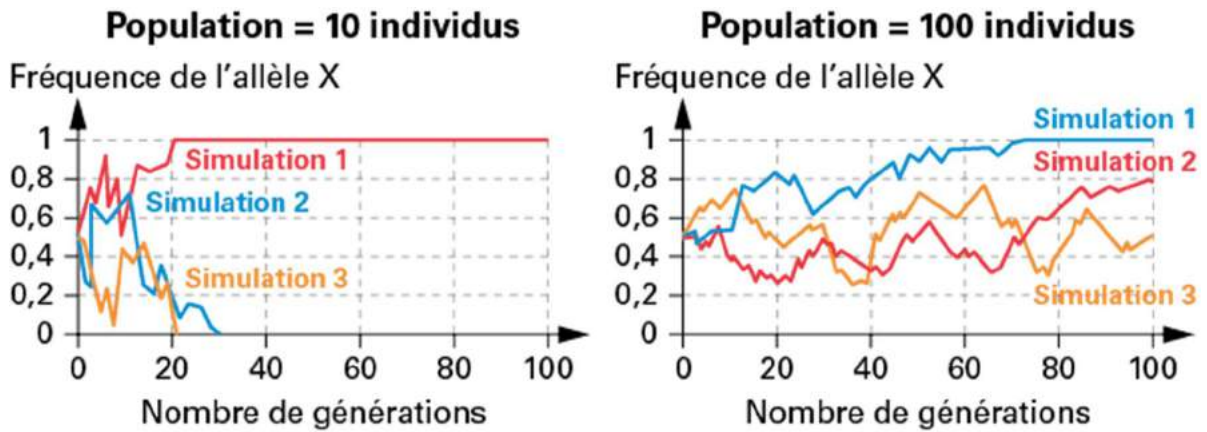 Population = 10 individus
Fréquence de l'allèle X
1
0,8
0,6
0,4
0,2
0
Simulation 1
Simulation 2
Simulation 3
0 20 40 60 80 100
Nombre de générations
Population = 100 individus
Fréquence de l'allèle X
1
0,8
0,6
0,4
0,2
0
Simulation 1
Simulation 2
Simulation 3
0 20 40 60 80 100
Nombre de générations